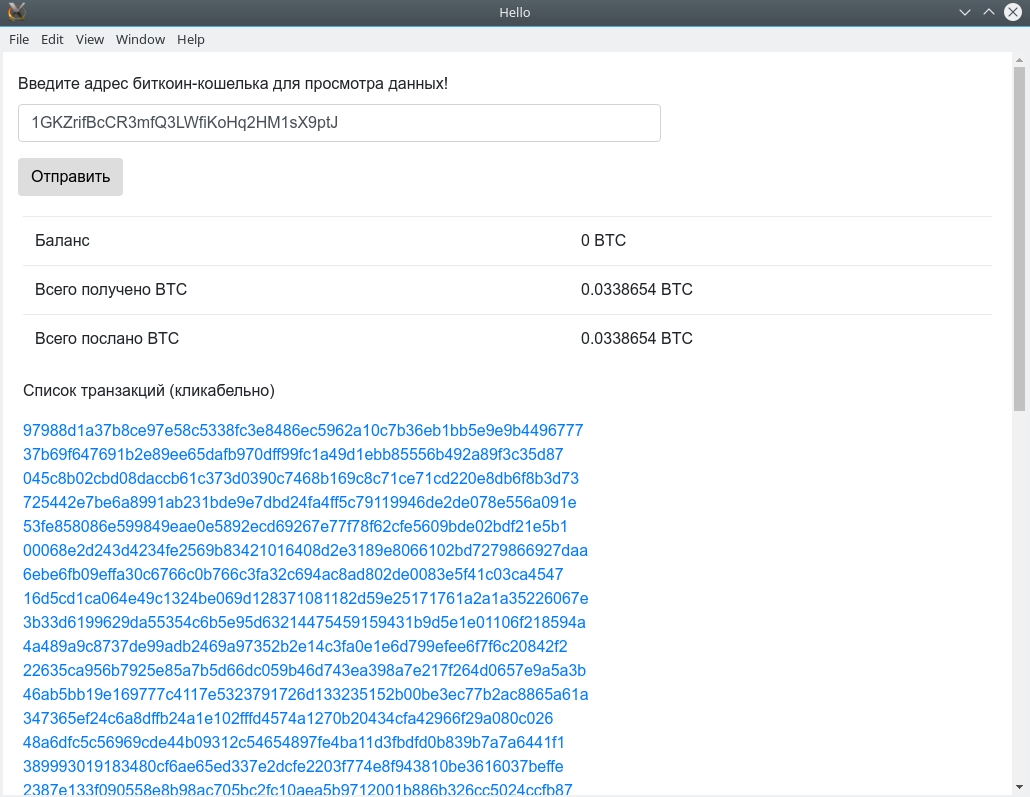 Hello
File Edit View Window Help
Введите адрес биткоин-кошелька для просмотра данных!
1GKZrifBcCR3mfQ3LWfiKoHq2HM1sX9ptJ
Отправить
Баланс 0 BTC
Всего получено BTC 0.0338654 BTC
Всего послано BTC 0.0338654 BTC
Список транзакций (кликабельно)
97988d1a37b8ce97e58c5338fc3e8486ec5962a10c7b36eb1bb5e9e9b4496777
37b69f647691b2e89ee65dafb970dff99fc1a49d1ebb85556b492a89f3c35d87
045c8b02cbd08daccb61c373d0390c7468b169c8c71ce71cd220e8db6f8b3d73
725442e7be6a8991ab231bde9e7dbd24fa4ff5c79119946de2de078e556a091e
53fe858086e599849eae0e5892ecd69267e77f78f62cfe5609bde02bdf21e5b1
00068e2d243d4234fe2569b83421016408d2e3189e8066102bd7279866927daa
6ebe6fb09effa30c6766c0b766c3fa32c694ac8ad802de0083e5f41c03ca4547
16d5cd1ca064e49c1324be069d128371081182d59e25171761a2a1a35226067e
3b33d6199629da55354c6b5e95d63214475459159431b9d5e1e01106f218594a
4a489a9c8737de99adb2469a97352b2e14c3fa0e1e6d799efee6f7f6c20842f2
22635ca956b7925e85a7b5d66dc059b46d743ea398a7e217f264d0657e9a5a3b
46ab5bb19e169777c4117e5323791726d133235152b00be3ec77b2ac8865a61a
347365ef24c6a8dffb24a1e102fffd4574a1270b20434cfa42966f29a080c026
48a6dfc5c56969cde44b09312c54654897fe4ba11d3fbdfd0b839b7a7a6441f1
389993019183480cf6ae65ed337e2dcfe2203f774e8f943810be3616037beffe
2387e133f090558e8b98ac705bc2fc10aea5b9712001b886b326cc5024ccfb87